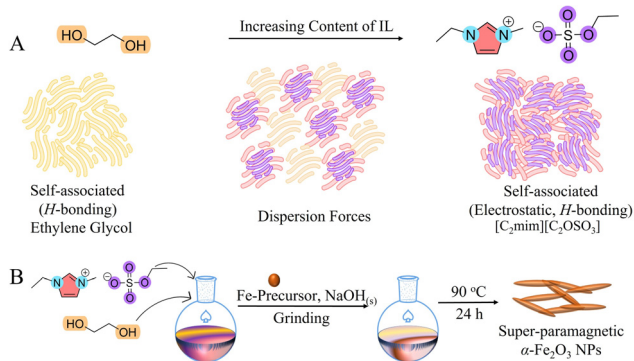 A
HO
OH
Increasing Content of IL
N
⊕
N
⊖
O
O
S
O
O
Self-associated
(H-bonding)
Ethylene Glycol
Dispersion Forces
Self-associated
(Electrostatic, H-bonding)
[C₂mim][C₂OSO₃]
B
N
⊕
N
⊖
O
O
S
O
O
HO
OH
Fe-Precursor, NaOH(s)
Grinding
90 °C
24 h
Super-paramagnetic
α-Fe₂O₃ NPs